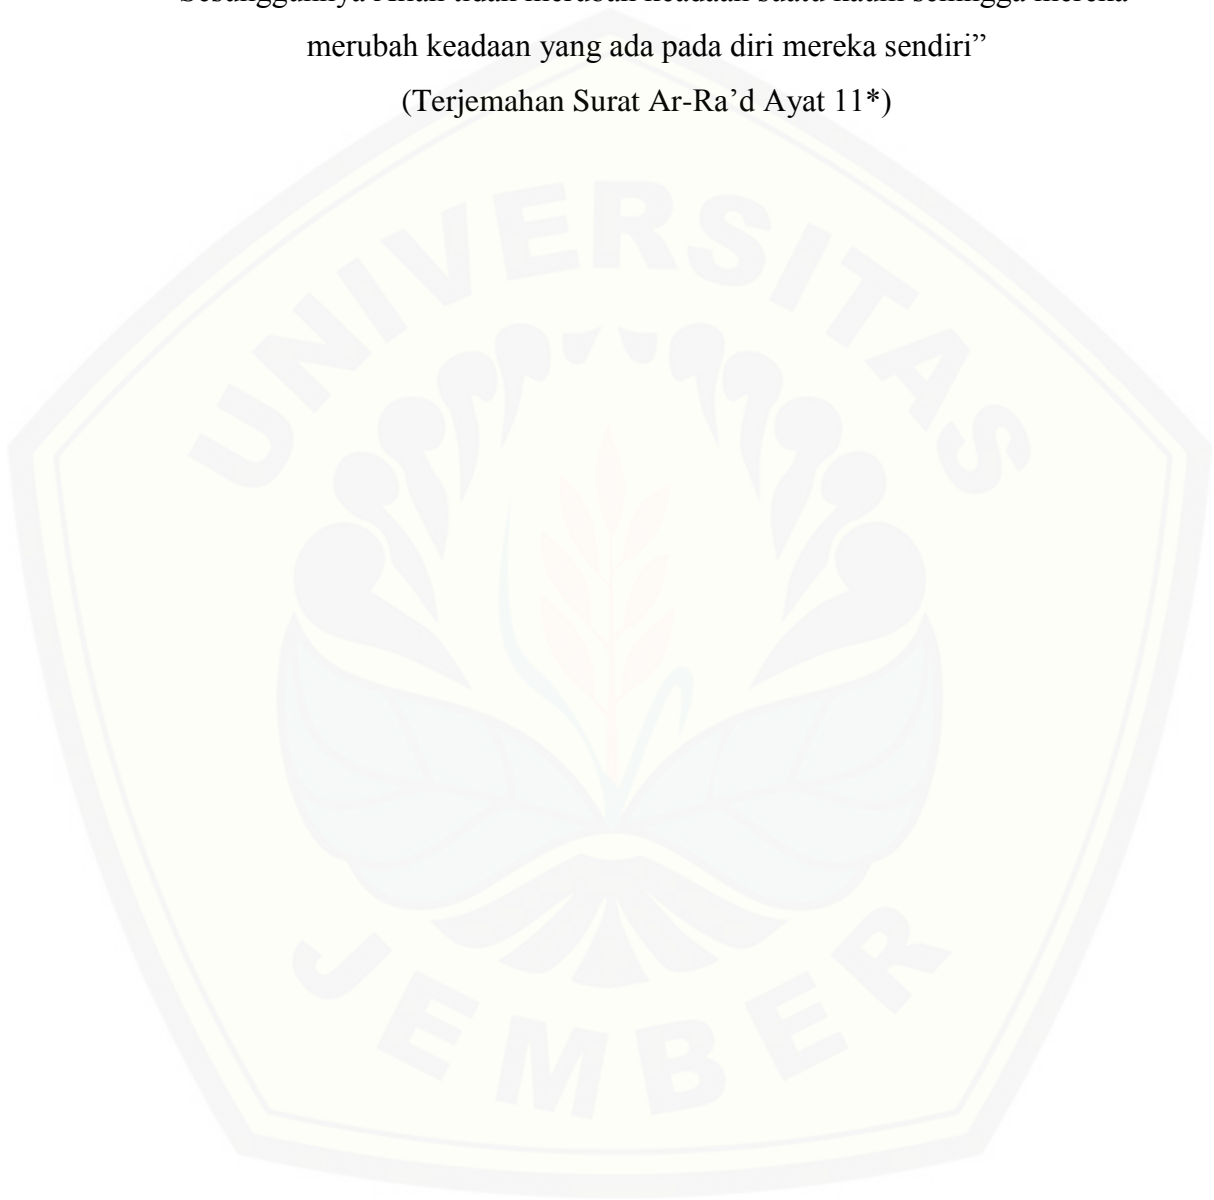 merubah keadaan yang ada pada diri mereka sendiri”
(Terjemahan Surat Ar-Ra’d Ayat 11*)
UNIVERSITAS
JEMBER